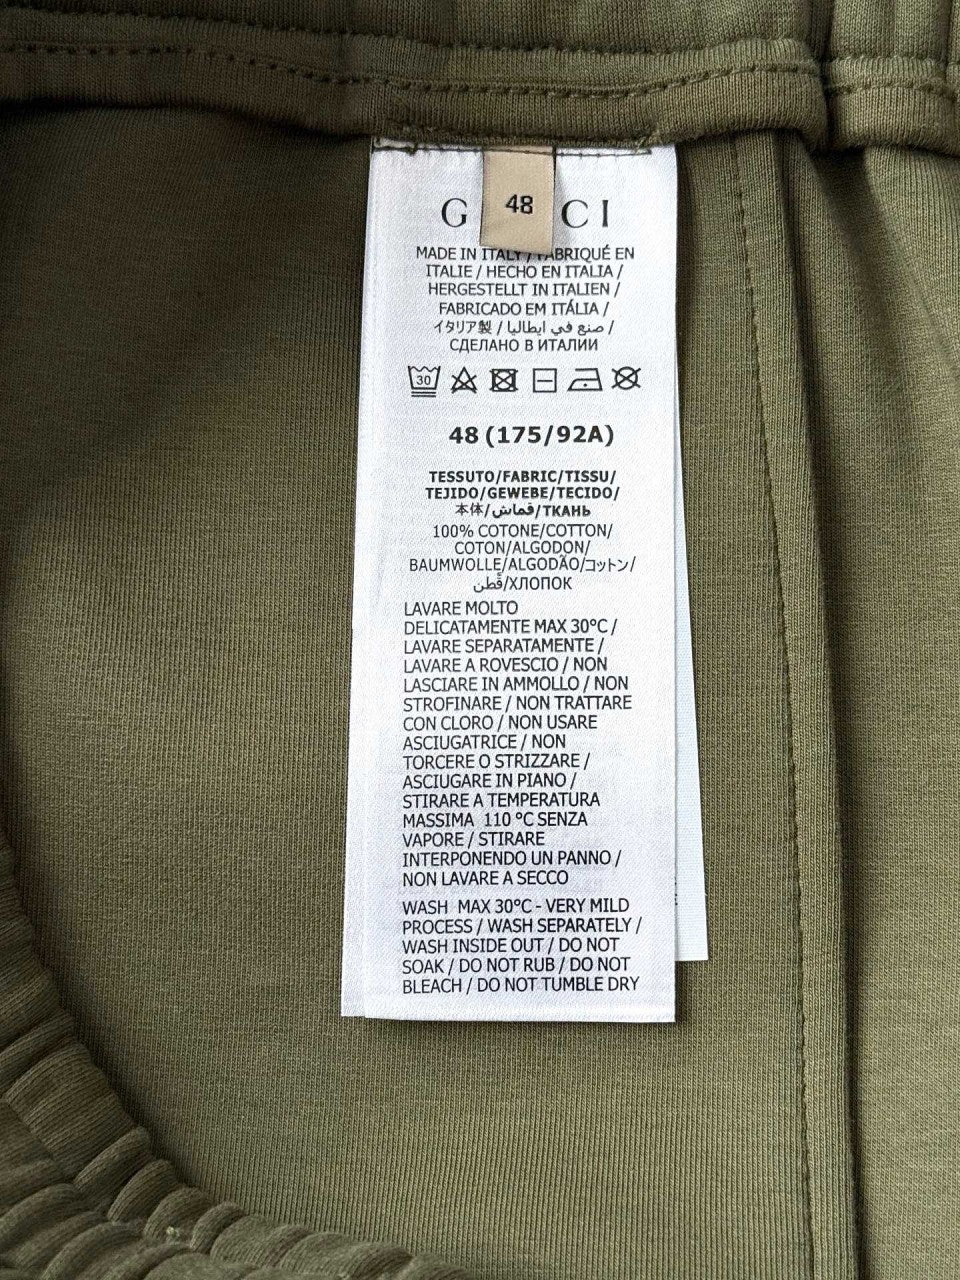 48
G CI
MADE IN ITALY / FABRIQUÉ EN
ITALIE / HECHO EN ITALIA /
HERGESTELLT IN ITALIEN /
FABRICADO EM ITÁLIA /
イタリア製 / صنع في ايطاليا /
СДЕЛАНО В ИТАЛИИ
30
48 (175/92A)
TESSUTO/FABRIC/TISSU/
TEJIDO/GEWEBE/TECIDO/
本体/قماش/ТКАНЬ
100% COTONE/COTTON/
COTON/ALGODON/
BAUMWOLLE/ALGODÃO/コットン/
قُطن/ХЛОПОК
LAVARE MOLTO
DELICATAMENTE MAX 30°C /
LAVARE SEPARATAMENTE /
LAVARE A ROVESCIO / NON
LASCIARE IN AMMOLLO / NON
STROFINARE / NON TRATTARE
CON CLORO / NON USARE
ASCIUGATRICE / NON
TORCERE O STRIZZARE /
ASCIUGARE IN PIANO /
STIRARE A TEMPERATURA
MASSIMA 110 °C SENZA
VAPORE / STIRARE
INTERPONENDO UN PANNO /
NON LAVARE A SECCO
WASH MAX 30°C - VERY MILD
PROCESS / WASH SEPARATELY /
WASH INSIDE OUT / DO NOT
SOAK / DO NOT RUB / DO NOT
BLEACH / DO NOT TUMBLE DRY